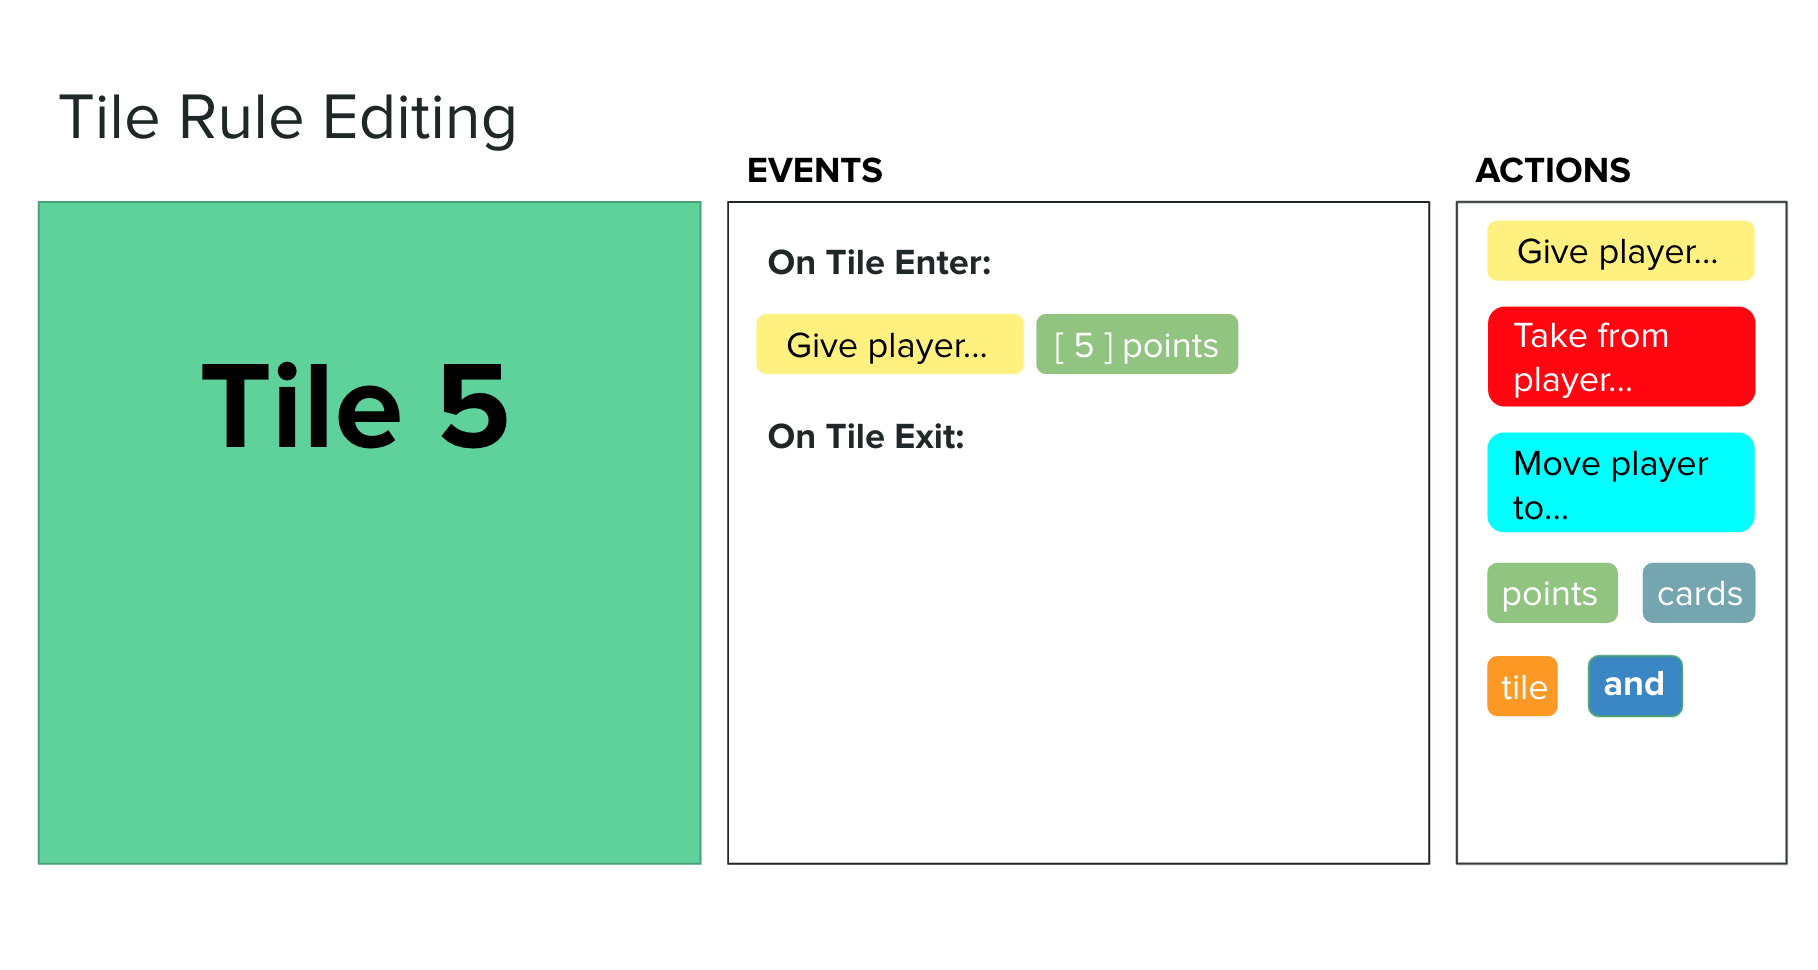 Tile Rule Editing
EVENTS
ACTIONS
Tile 5
On Tile Enter:
Give player...
[ 5 ] points
On Tile Exit:
Give player...
Take from
player...
Move player
to...
points
cards
tile
and